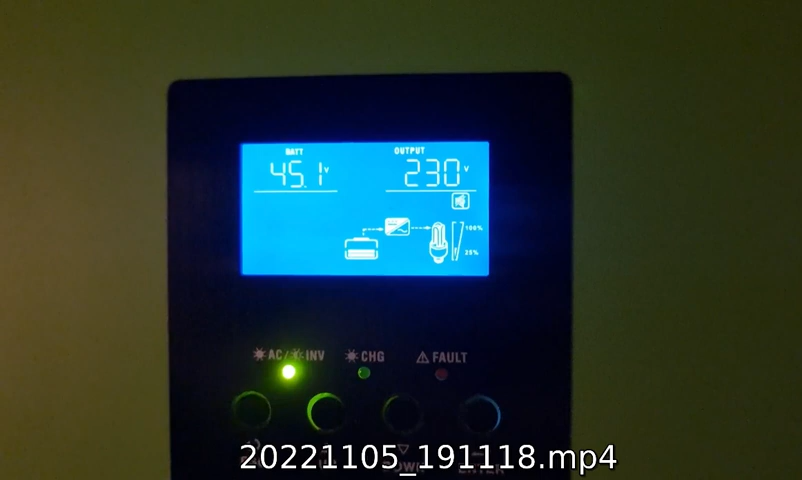 BATT OUTPUT
45.1V 230V
100%
25%
AC/ INV CHG FAULT
20221105_191118.mp4